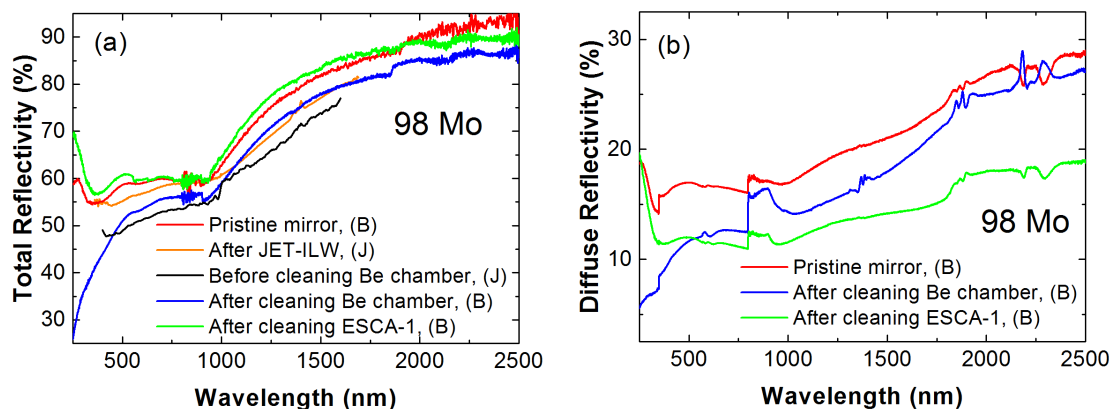 (a)
Total Reflectivity (%)
90
80
70
60
50
40
30
98 Mo
Pristine mirror, (B)
After JET-ILW, (J)
Before cleaning Be chamber, (J)
After cleaning Be chamber, (B)
After cleaning ESCA-1, (B)
500 1000 1500 2000 2500
Wavelength (nm)
(b)
Diffuse Reflectivity (%)
30
20
10
98 Mo
Pristine mirror, (B)
After cleaning Be chamber, (B)
After cleaning ESCA-1, (B)
500 1000 1500 2000 2500
Wavelength (nm)